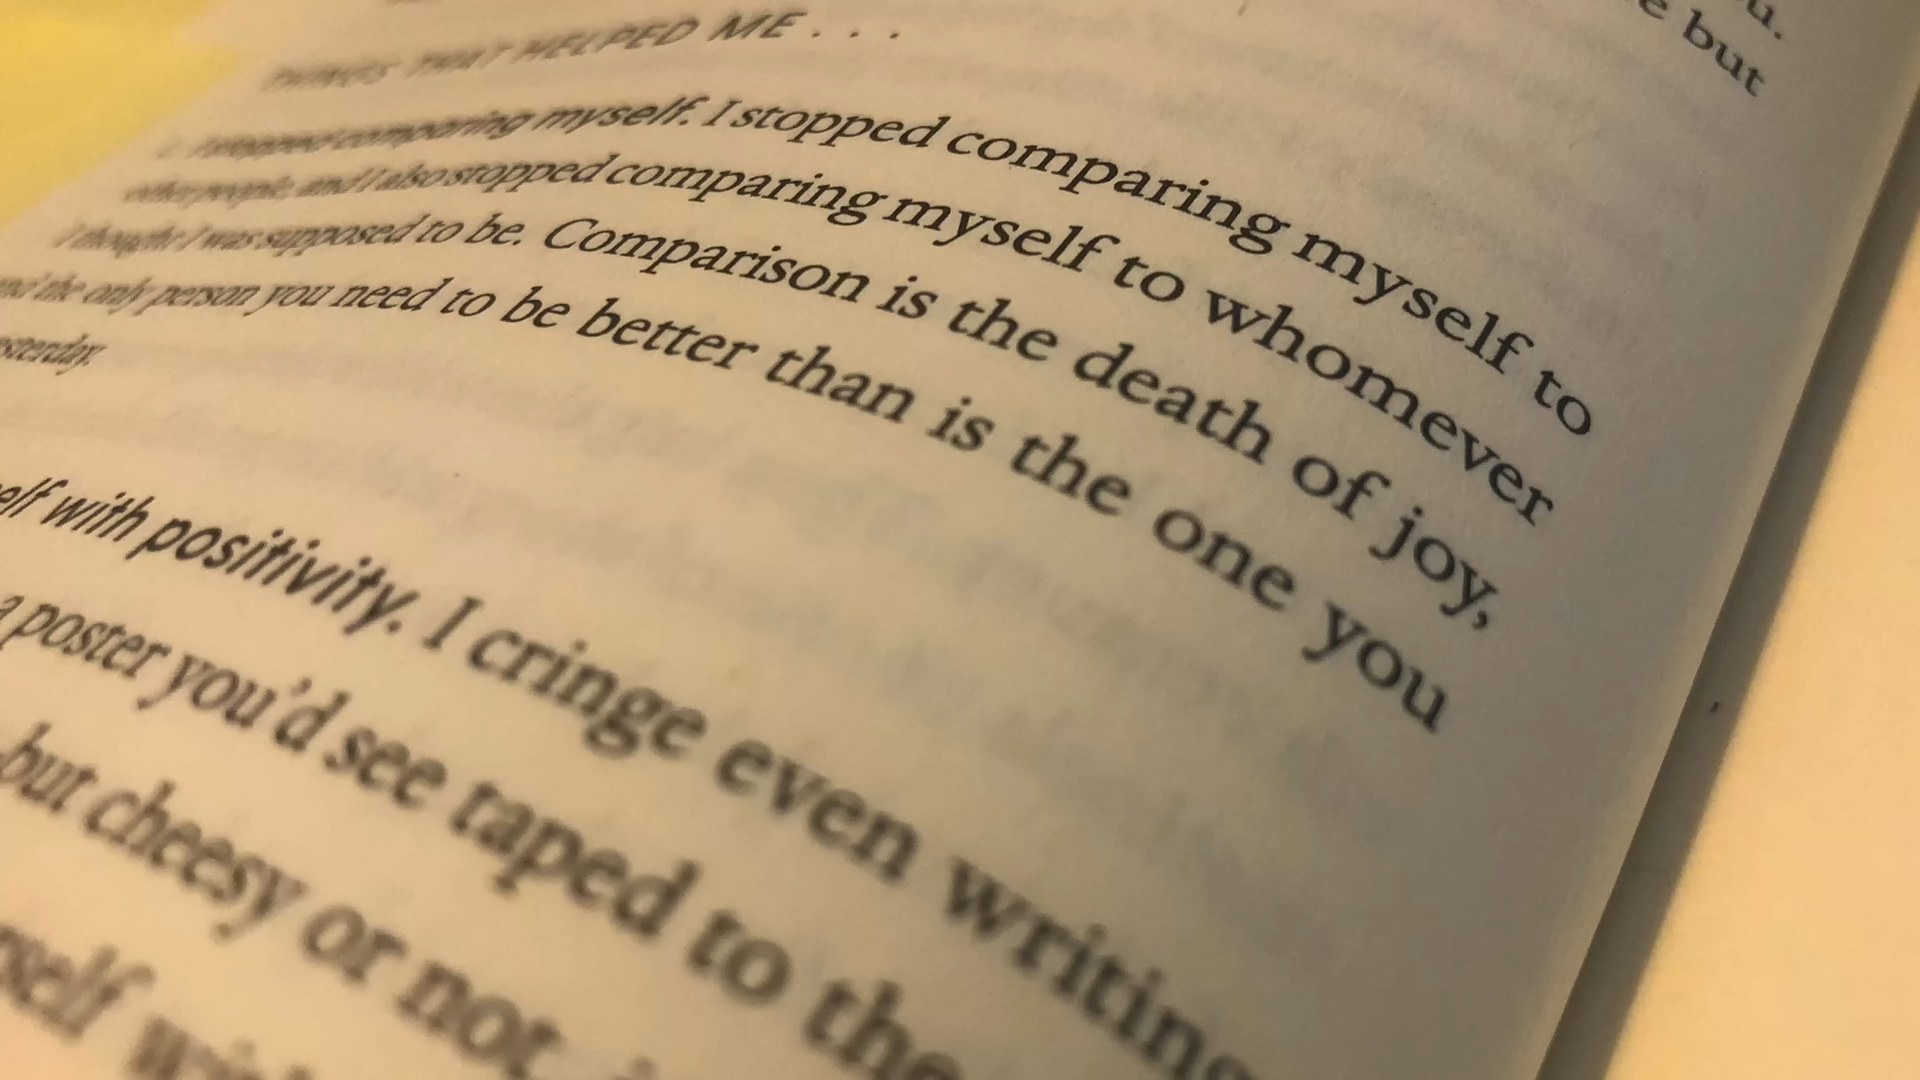 u.
e but
THINGS THAT HELPED ME . . .
I stopped comparing myself. I stopped comparing myself to
other people, and I also stopped comparing myself to whomever
I thought I was supposed to be. Comparison is the death of joy,
and the only person you need to be better than is the one you
yesterday.
elf with positivity. I cringe even writing
a poster you'd see taped to the
but cheesy or not,
rself